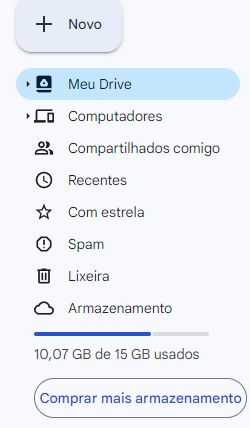 Novo
Meu Drive
Computadores
Compartilhados comigo
Recentes
Com estrela
Spam
Lixeira
Armazenamento
10,07 GB de 15 GB usados
Comprar mais armazenamento